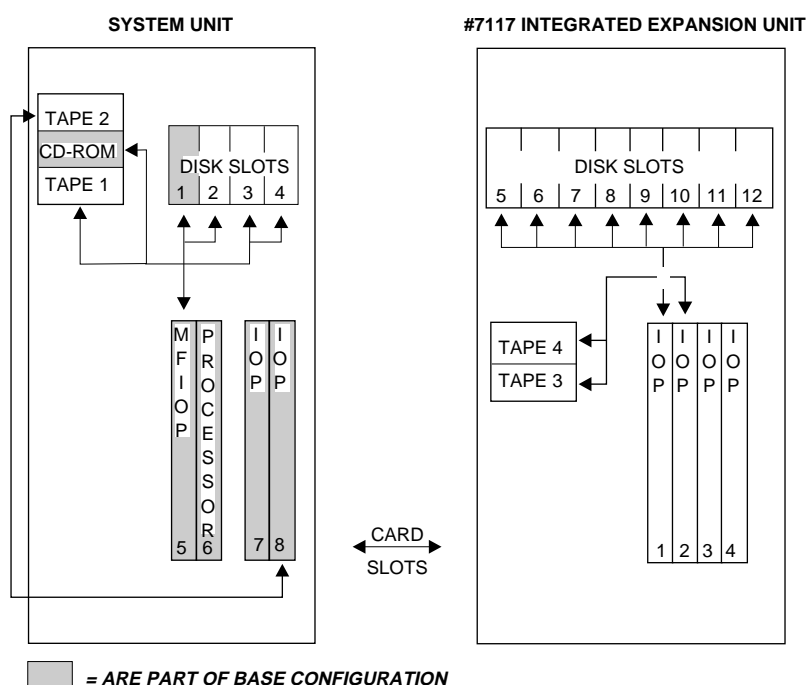 SYSTEM UNIT
#7117 INTEGRATED EXPANSION UNIT
TAPE 2
CD-ROM
TAPE 1
DISK SLOTS
1 2 3 4
DISK SLOTS
5 6 7 8 9 10 11 12
MFIOP
5
PROCESSOR
6
IOP
7
IOP
8
TAPE 4
TAPE 3
IOP
1
IOP
2
IOP
3
IOP
4
CARD
SLOTS
= ARE PART OF BASE CONFIGURATION